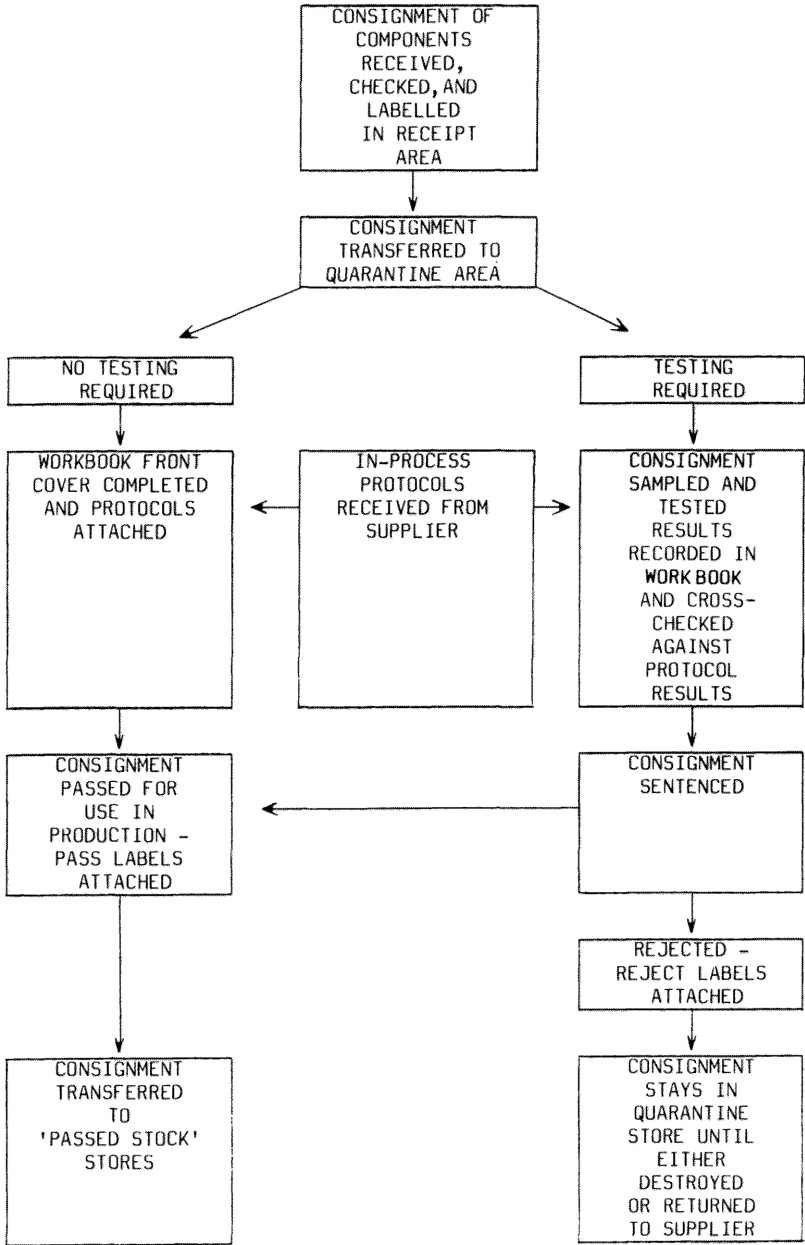 CONSIGNMENT OF
COMPONENTS
RECEIVED,
CHECKED, AND
LABELLED
IN RECEIPT
AREA
CONSIGNMENT
TRANSFERRED TO
QUARANTINE AREA
NO TESTING
REQUIRED
TESTING
REQUIRED
WORKBOOK FRONT
COVER COMPLETED
AND PROTOCOLS
ATTACHED
IN-PROCESS
PROTOCOLS
RECEIVED FROM
SUPPLIER
CONSIGNMENT
SAMPLED AND
TESTED
RESULTS
RECORDED IN
WORKBOOK
AND CROSS-
CHECKED
AGAINST
PROTOCOL
RESULTS
CONSIGNMENT
PASSED FOR
USE IN
PRODUCTION -
PASS LABELS
ATTACHED
CONSIGNMENT
SENTENCED
REJECTED -
REJECT LABELS
ATTACHED
CONSIGNMENT
TRANSFERRED
TO
'PASSED STOCK'
STORES
CONSIGNMENT
STAYS IN
QUARANTINE
STORE UNTIL
EITHER
DESTROYED
OR RETURNED
TO SUPPLIER